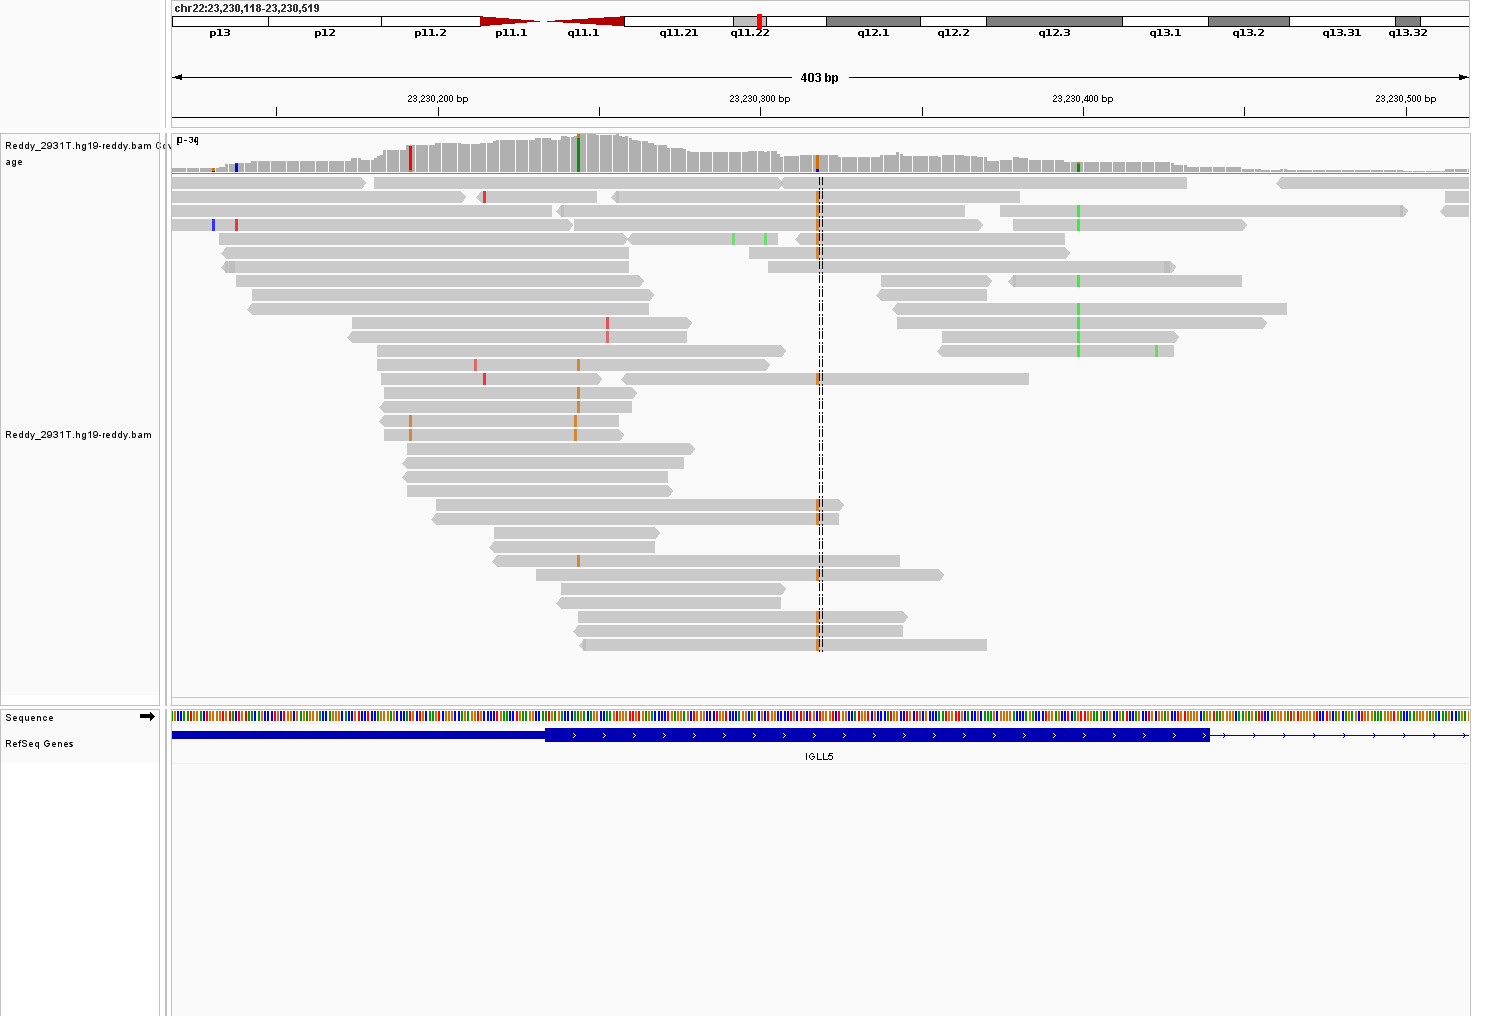 chr22:23,230,118-23,230,519
p13 p12 p11.2 p11.1 q11.1 q11.21 q11.22 q12.1 q12.2 q12.3 q13.1 q13.2 q13.31 q13.32
403 bp
23,230,200 bp 23,230,300 bp 23,230,400 bp 23,230,500 bp
Reddy_2931T.hg19-reddy.bam Cov
age
Reddy_2931T.hg19-reddy.bam
Sequence
RefSeq Genes
IGLL5